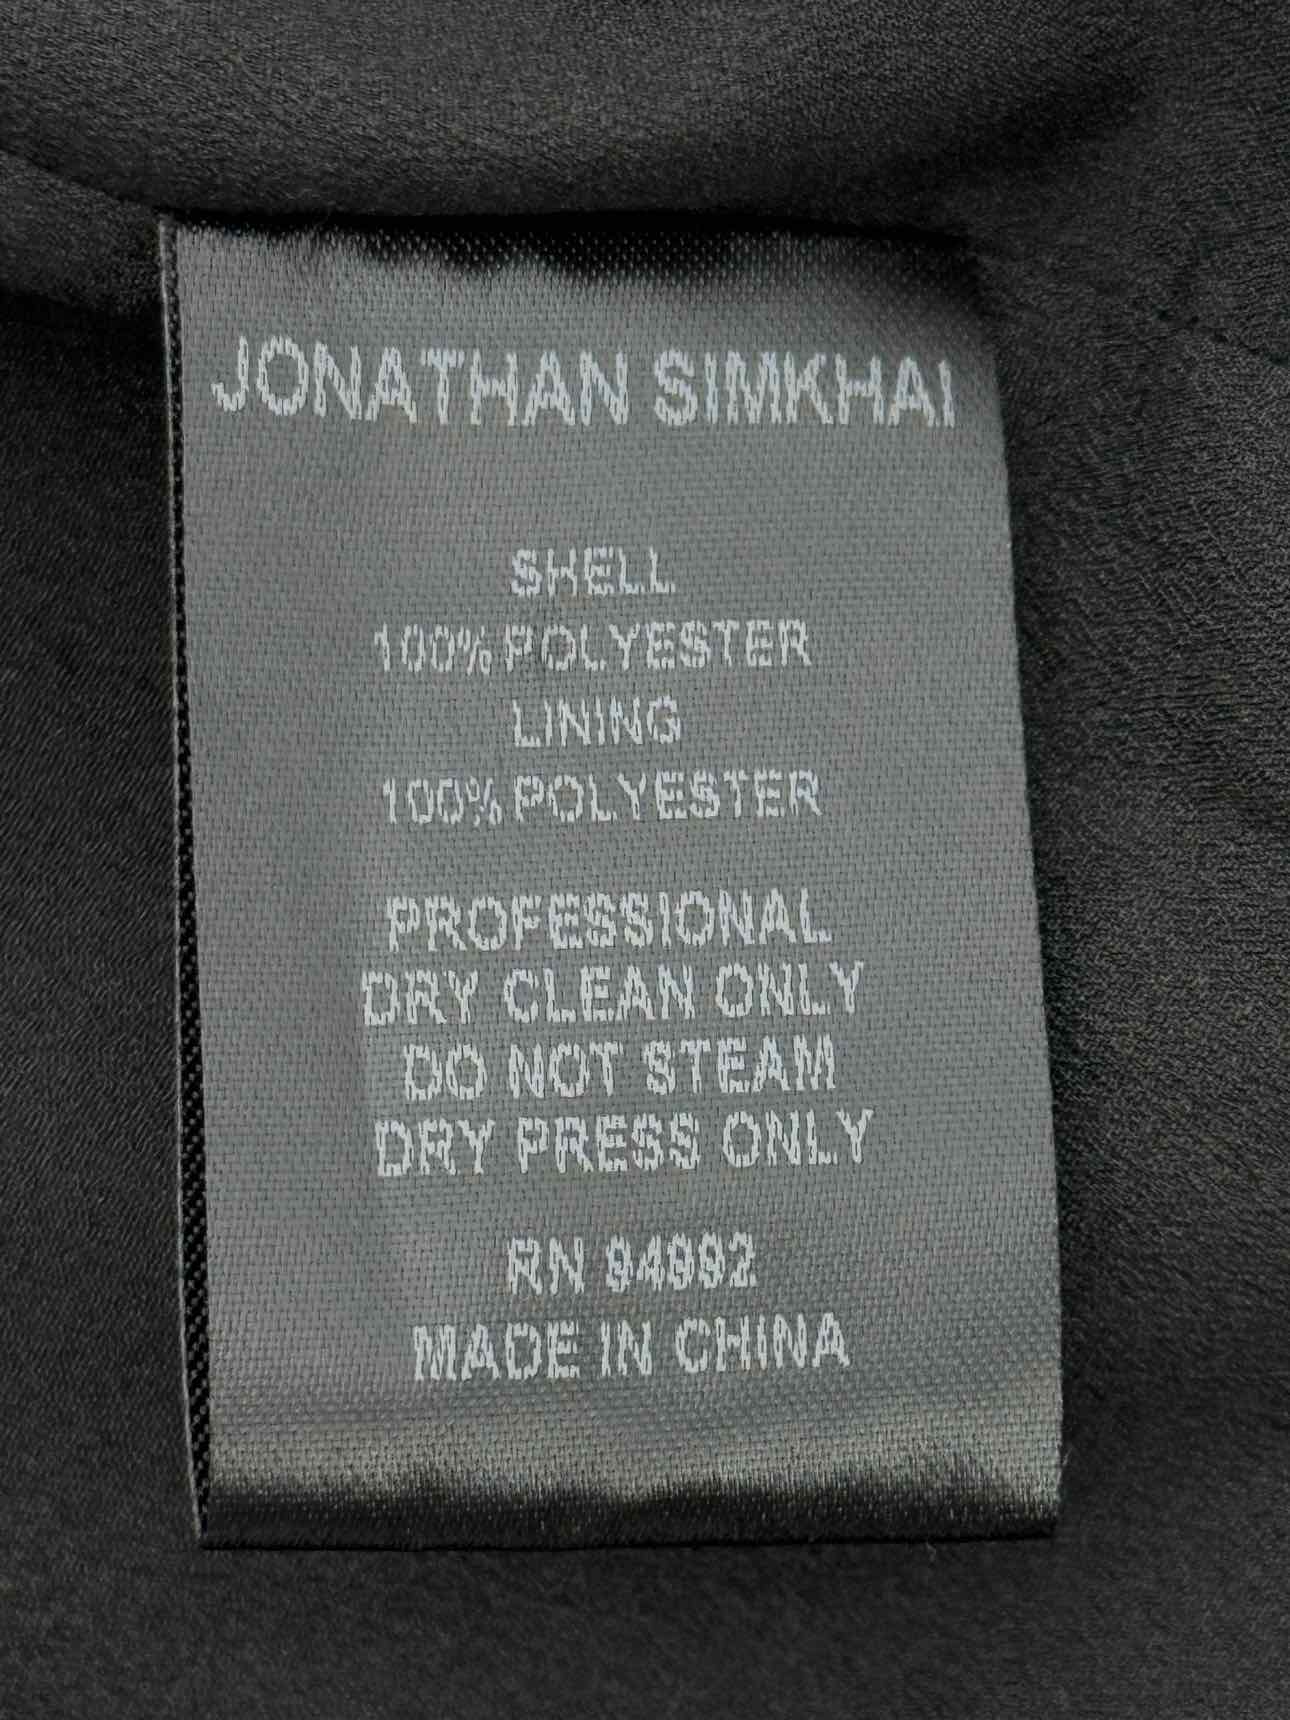 JONATHAN SIMKHAI
SHELL
100% POLYESTER
LINING
100% POLYESTER
PROFESSIONAL
DRY CLEAN ONLY
DO NOT STEAM
DRY PRESS ONLY
RN 94992
MADE IN CHINA